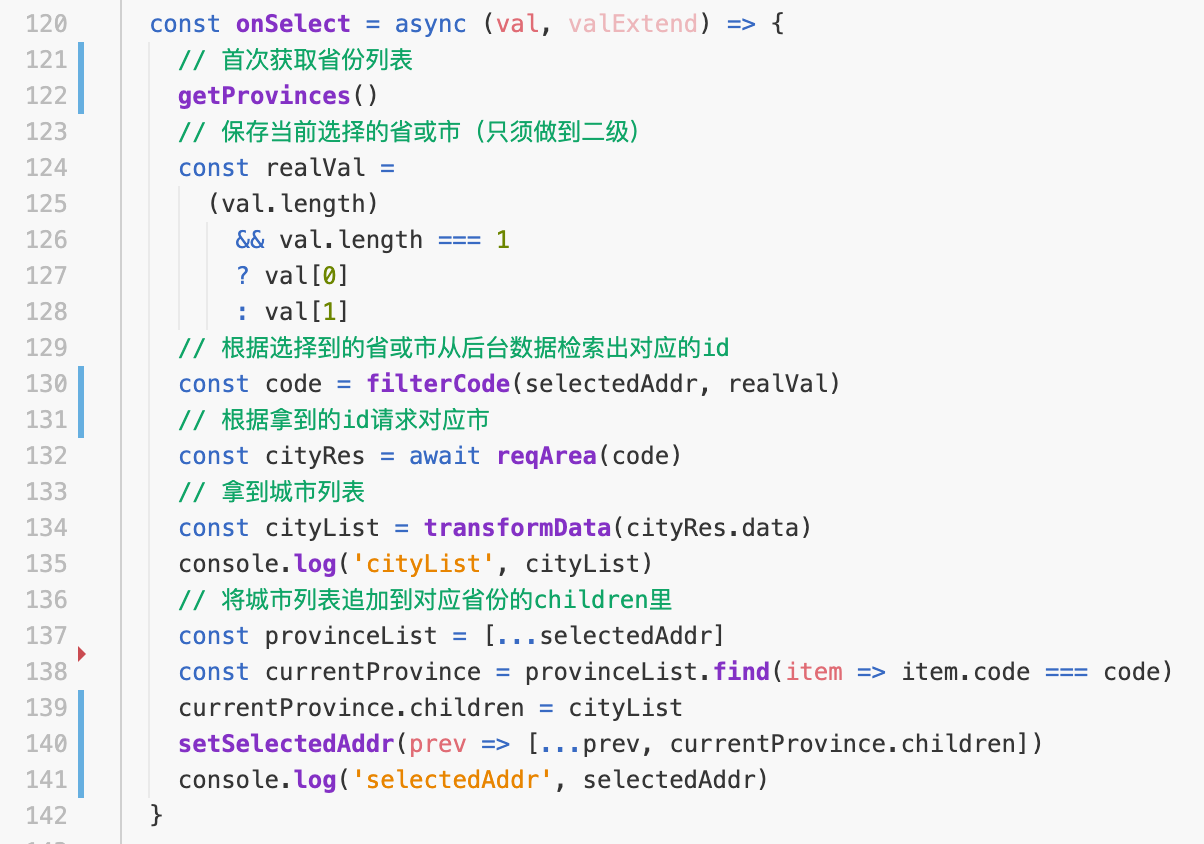 120 const onSelect = async (val, valExtend) => {
121 // 首次获取省份列表
122 getProvinces()
123 // 保存当前选择的省或市（只须做到二级）
124 const realVal =
125 (val.length)
126 && val.length === 1
127 ? val[0]
128 : val[1]
129 // 根据选择到的省或市从后台数据检索出对应的id
130 const code = filterCode(selectedAddr, realVal)
131 // 根据拿到的id请求对应市
132 const cityRes = await reqArea(code)
133 // 拿到城市列表
134 const cityList = transformData(cityRes.data)
135 console.log('cityList', cityList)
136 // 将城市列表追加到对应省份的children里
137 const provinceList = [...selectedAddr]
138 const currentProvince = provinceList.find(item => item.code === code)
139 currentProvince.children = cityList
140 setSelectedAddr(prev => [...prev, currentProvince.children])
141 console.log('selectedAddr', selectedAddr)
142 }